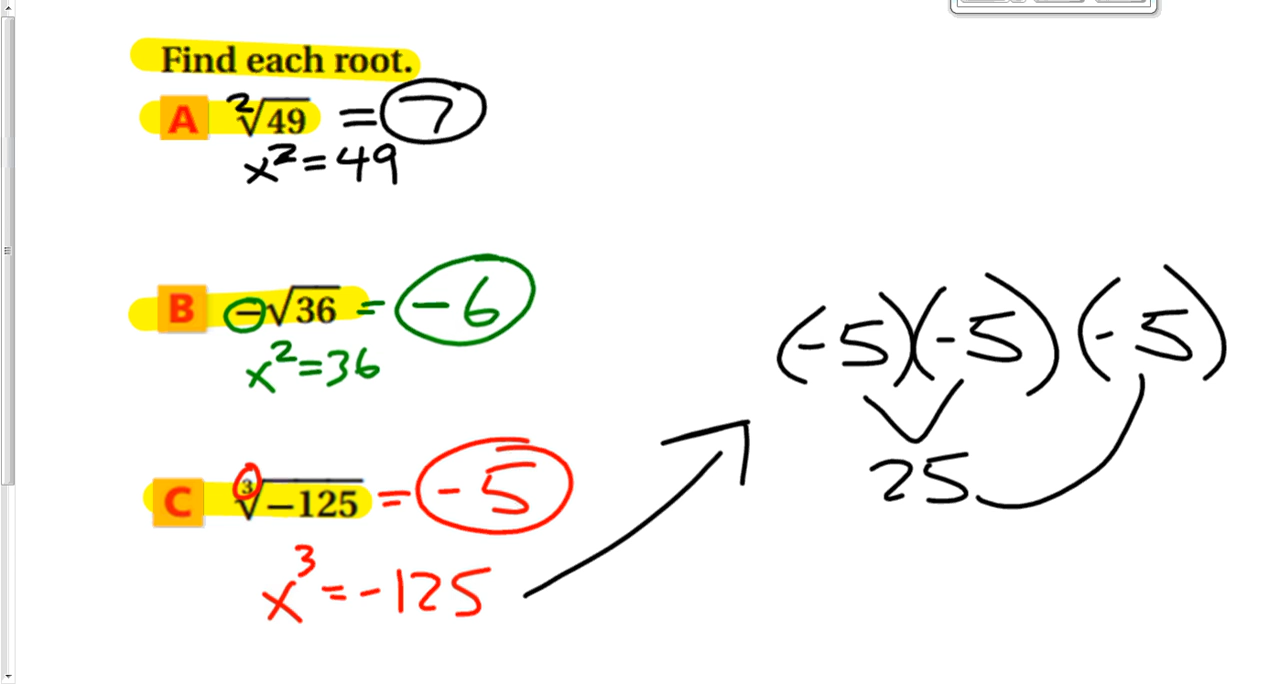 Find each root.
A ²√49 = 7
x² = 49
B −√36 = −6
x² = 36
C ³√−125 = −5
x³ = −125
(−5)(−5)(−5)
25